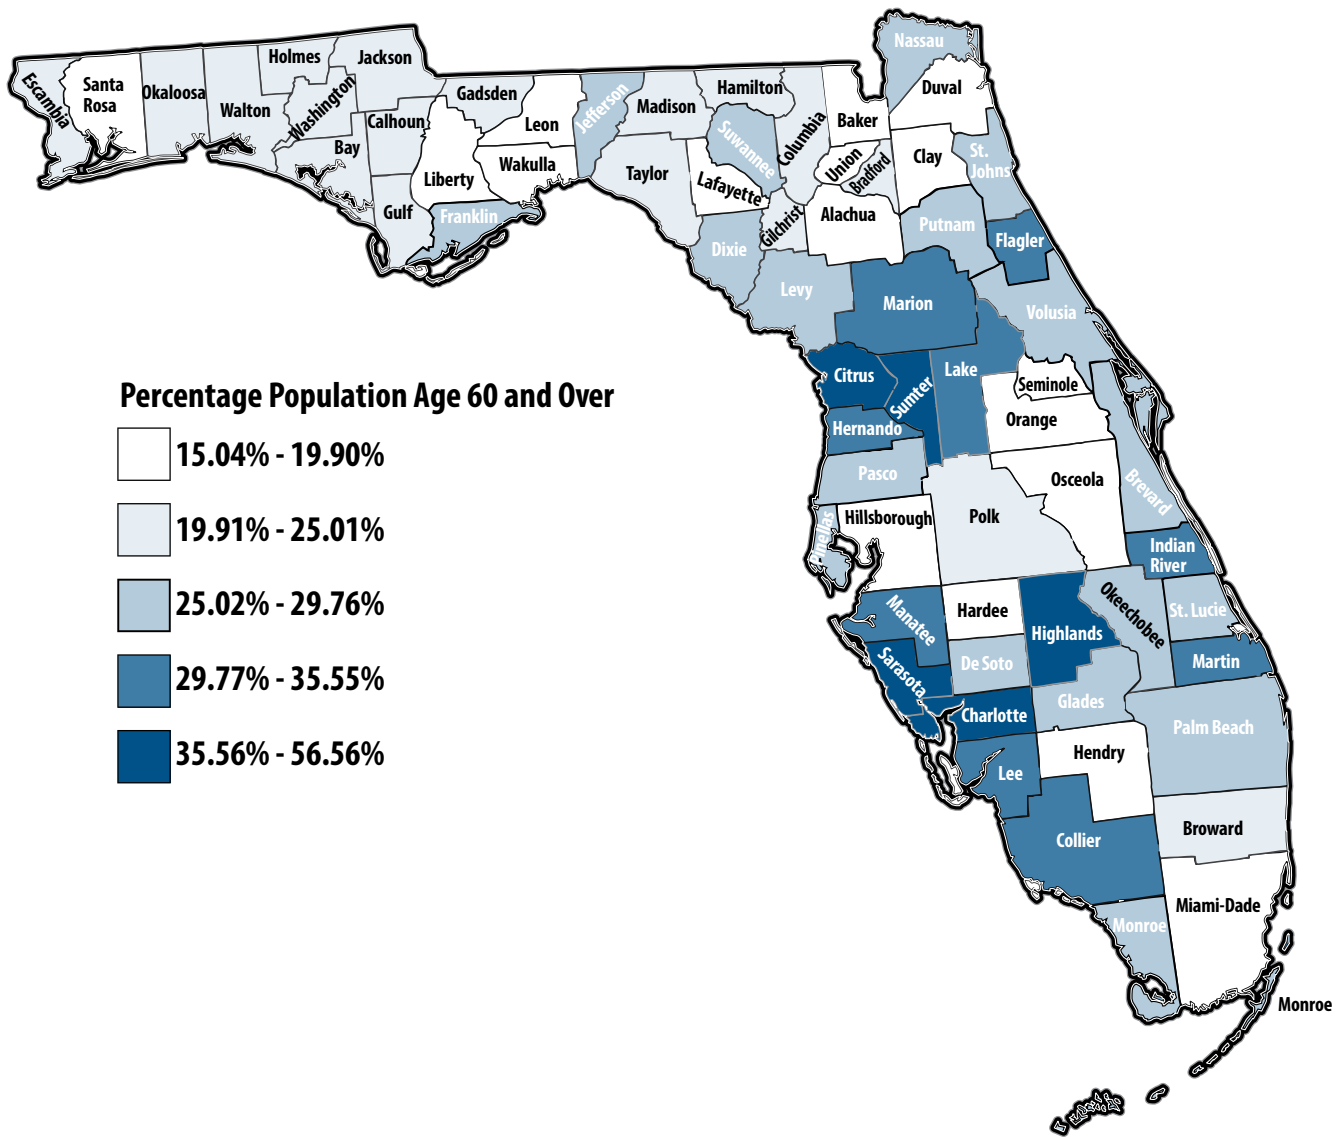 Nassau
Holmes
Jackson
Escambia
Santa
Rosa
Okaloosa
Walton
Washington
Bay
Calhoun
Gulf
Gadsden
Leon
Liberty
Wakulla
Franklin
Jefferson
Madison
Taylor
Hamilton
Suwannee
Lafayette
Columbia
Baker
Duval
Union
Bradford
Clay
St.
Johns
Gilchrist
Alachua
Dixie
Putnam
Flagler
Levy
Marion
Volusia
Citrus
Sumter
Lake
Seminole
Orange
Hernando
Pasco
Osceola
Brevard
Pinellas
Hillsborough
Polk
Indian
River
Manatee
Hardee
Highlands
Okeechobee
St. Lucie
Sarasota
De Soto
Martin
Charlotte
Glades
Palm Beach
Lee
Hendry
Collier
Broward
Miami-Dade
Monroe
Monroe
Percentage Population Age 60 and Over
15.04% - 19.90%
19.91% - 25.01%
25.02% - 29.76%
29.77% - 35.55%
35.56% - 56.56%